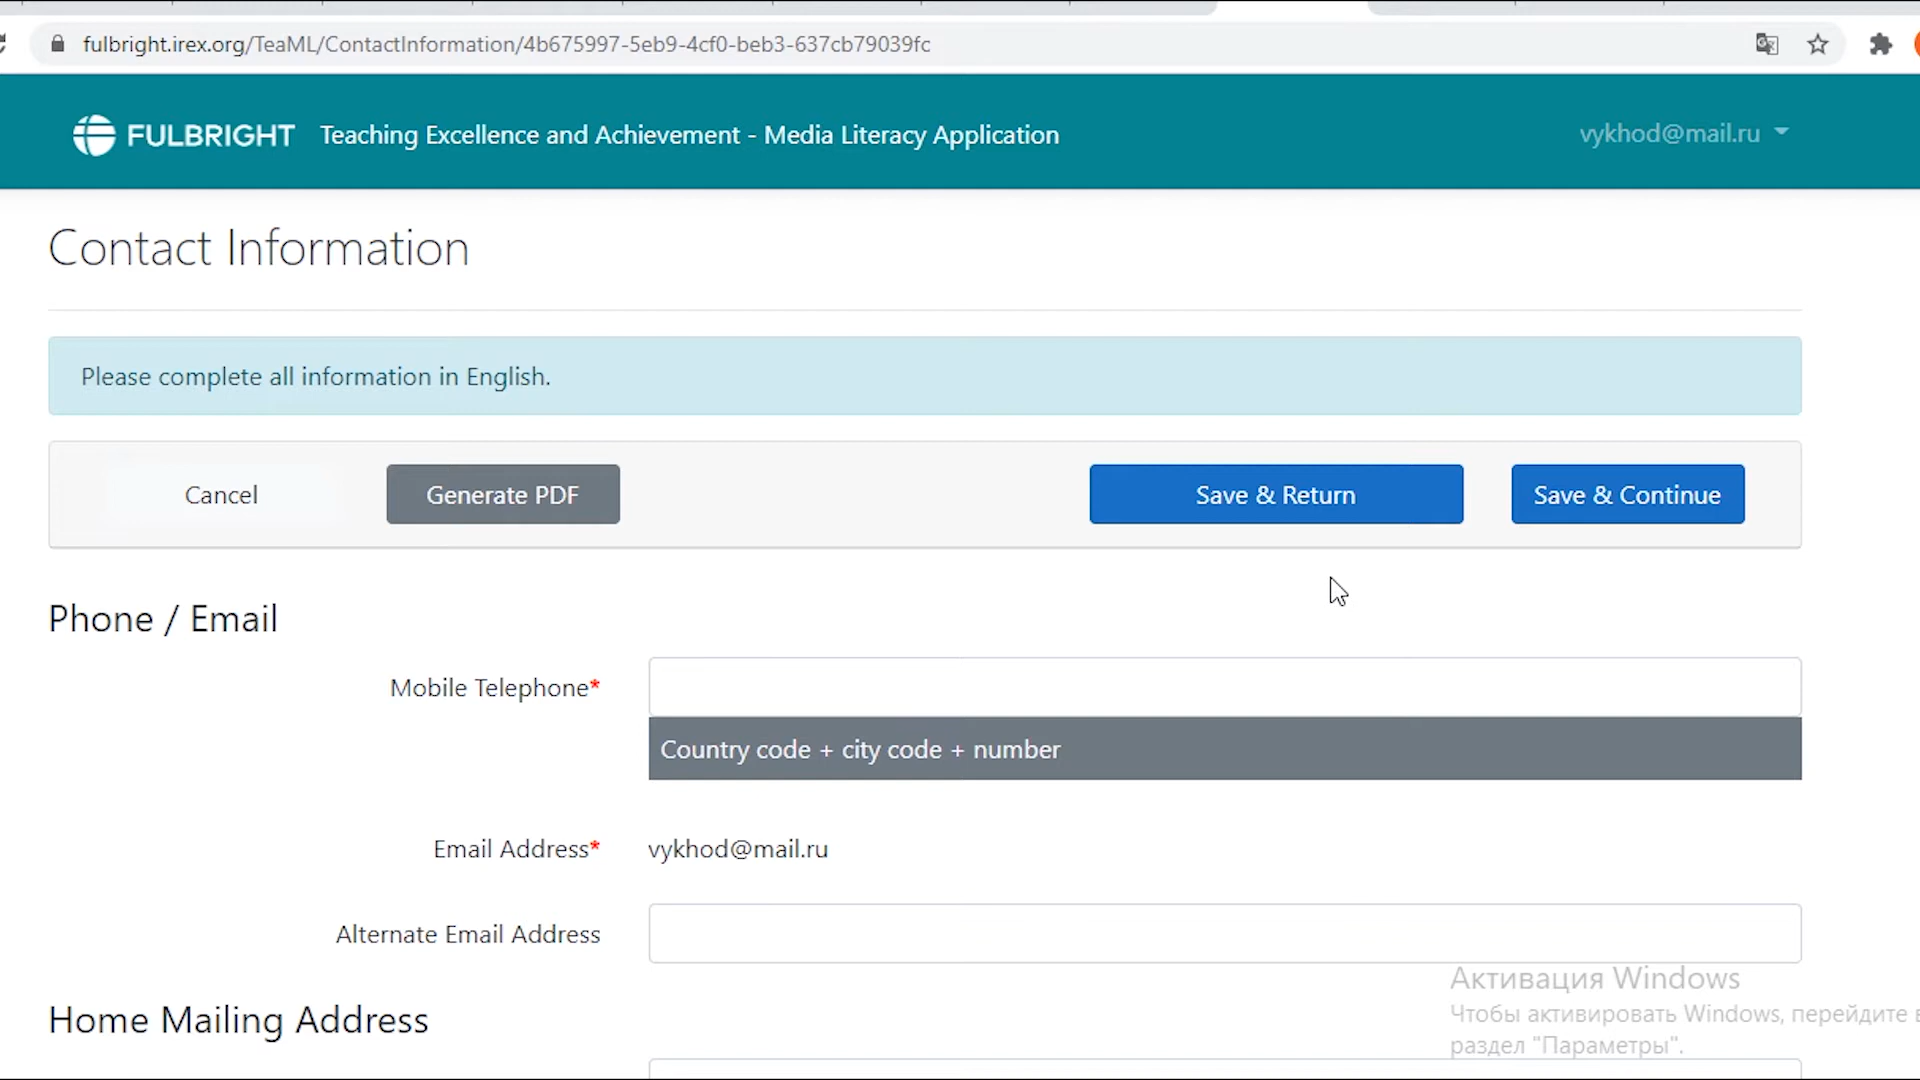 fulbright.irex.org/TeaML/ContactInformation/4b675997-5eb9-4cf0-beb3-637cb79039fc
FULBRIGHT Teaching Excellence and Achievement - Media Literacy Application
vykhod@mail.ru
Contact Information
Please complete all information in English.
Cancel
Generate PDF
Save & Return
Save & Continue
Phone / Email
Mobile Telephone*
Country code + city code + number
Email Address*
vykhod@mail.ru
Alternate Email Address
Home Mailing Address
Активация Windows
Чтобы активировать Windows, перейдите в
раздел "Параметры".